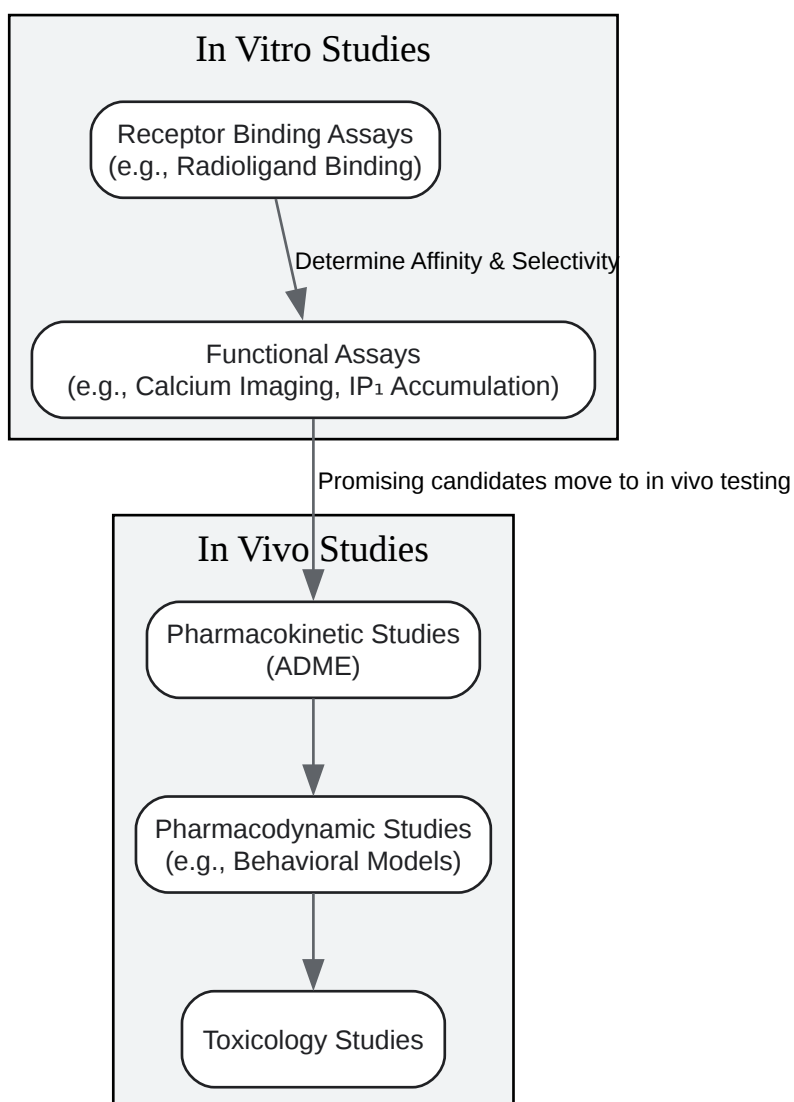 In Vitro Studies
Receptor Binding Assays
(e.g., Radioligand Binding)
Determine Affinity & Selectivity
Functional Assays
(e.g., Calcium Imaging, IP₁ Accumulation)
Promising candidates move to in vivo testing
In Vivo Studies
Pharmacokinetic Studies
(ADME)
Pharmacodynamic Studies
(e.g., Behavioral Models)
Toxicology Studies